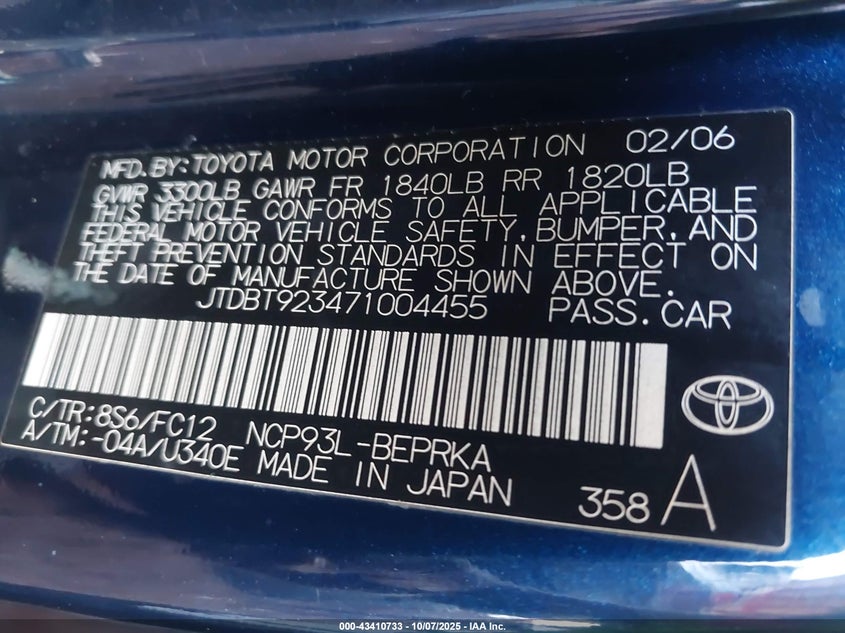 MFD.BY:TOYOTA MOTOR CORPORATION 02/06
GVWR 3300LB GAWR FR 1840LB RR 1820LB
THIS VEHICLE CONFORMS TO ALL APPLICABLE
FEDERAL MOTOR VEHICLE SAFETY,BUMPER,AND
THEFT PREVENTION STANDARDS IN EFFECT ON
THE DATE OF MANUFACTURE SHOWN ABOVE.
JTDBT923471004455 PASS.CAR
C/TR:8S6/FC12 NCP93L-BEPRKA
A/TM:-04A/U340E MADE IN JAPAN 358 A
000-43410733 - 10/07/2025 - IAA Inc.